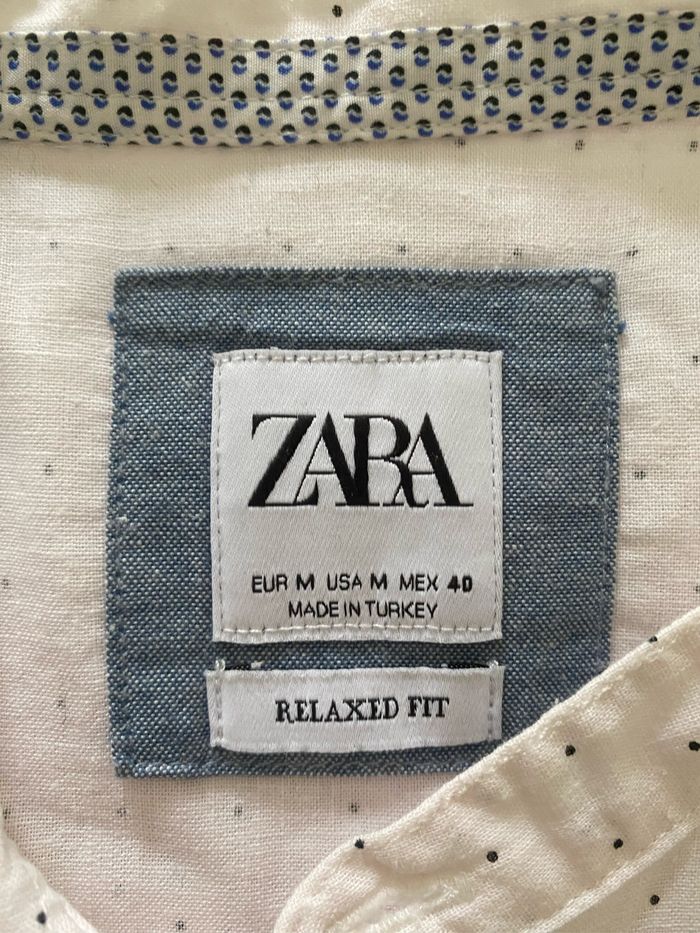 ZARA
EUR M USA M MEX 40
MADE IN TURKEY
RELAXED FIT